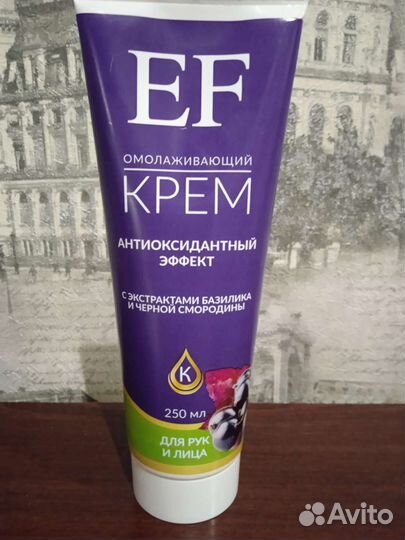 EF
ОМОЛАЖИВАЮЩИЙ
КРЕМ
АНТИОКСИДАНТНЫЙ
ЭФФЕКТ
С ЭКСТРАКТАМИ БАЗИЛИКА
И ЧЕРНОЙ СМОРОДИНЫ
К
250 мл
ДЛЯ РУК
И ЛИЦА
Avito